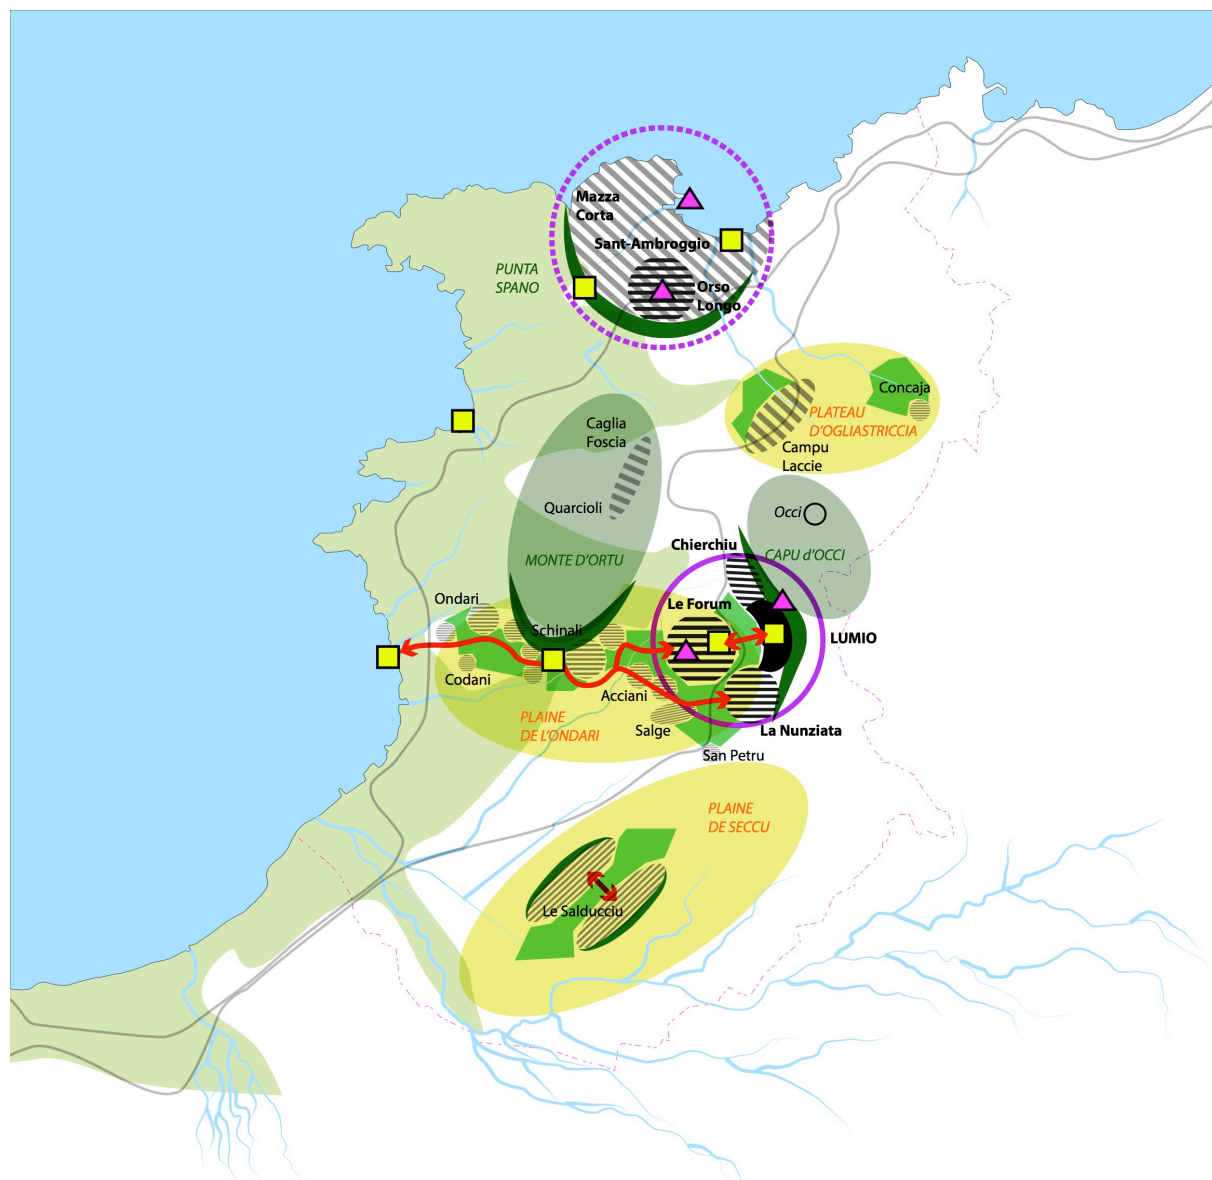 Mazza
Corta
Sant-Ambroggio
PUNTA
SPANO
Orso
Longo
Concaja
PLATEAU
D'OGLIASTRICCIA
Caglia
Foscia
Campu
Laccie
Quarcioli
Occi
Chierchiu
CAPU d'OCCI
MONTE D'ORTU
Ondari
Le Forum
Schinali
LUMIO
Codani
Acciani
PLAINE
DE L'ONDARI
Salge
La Nunziata
San Petru
PLAINE
DE SECCU
Le Salducciu